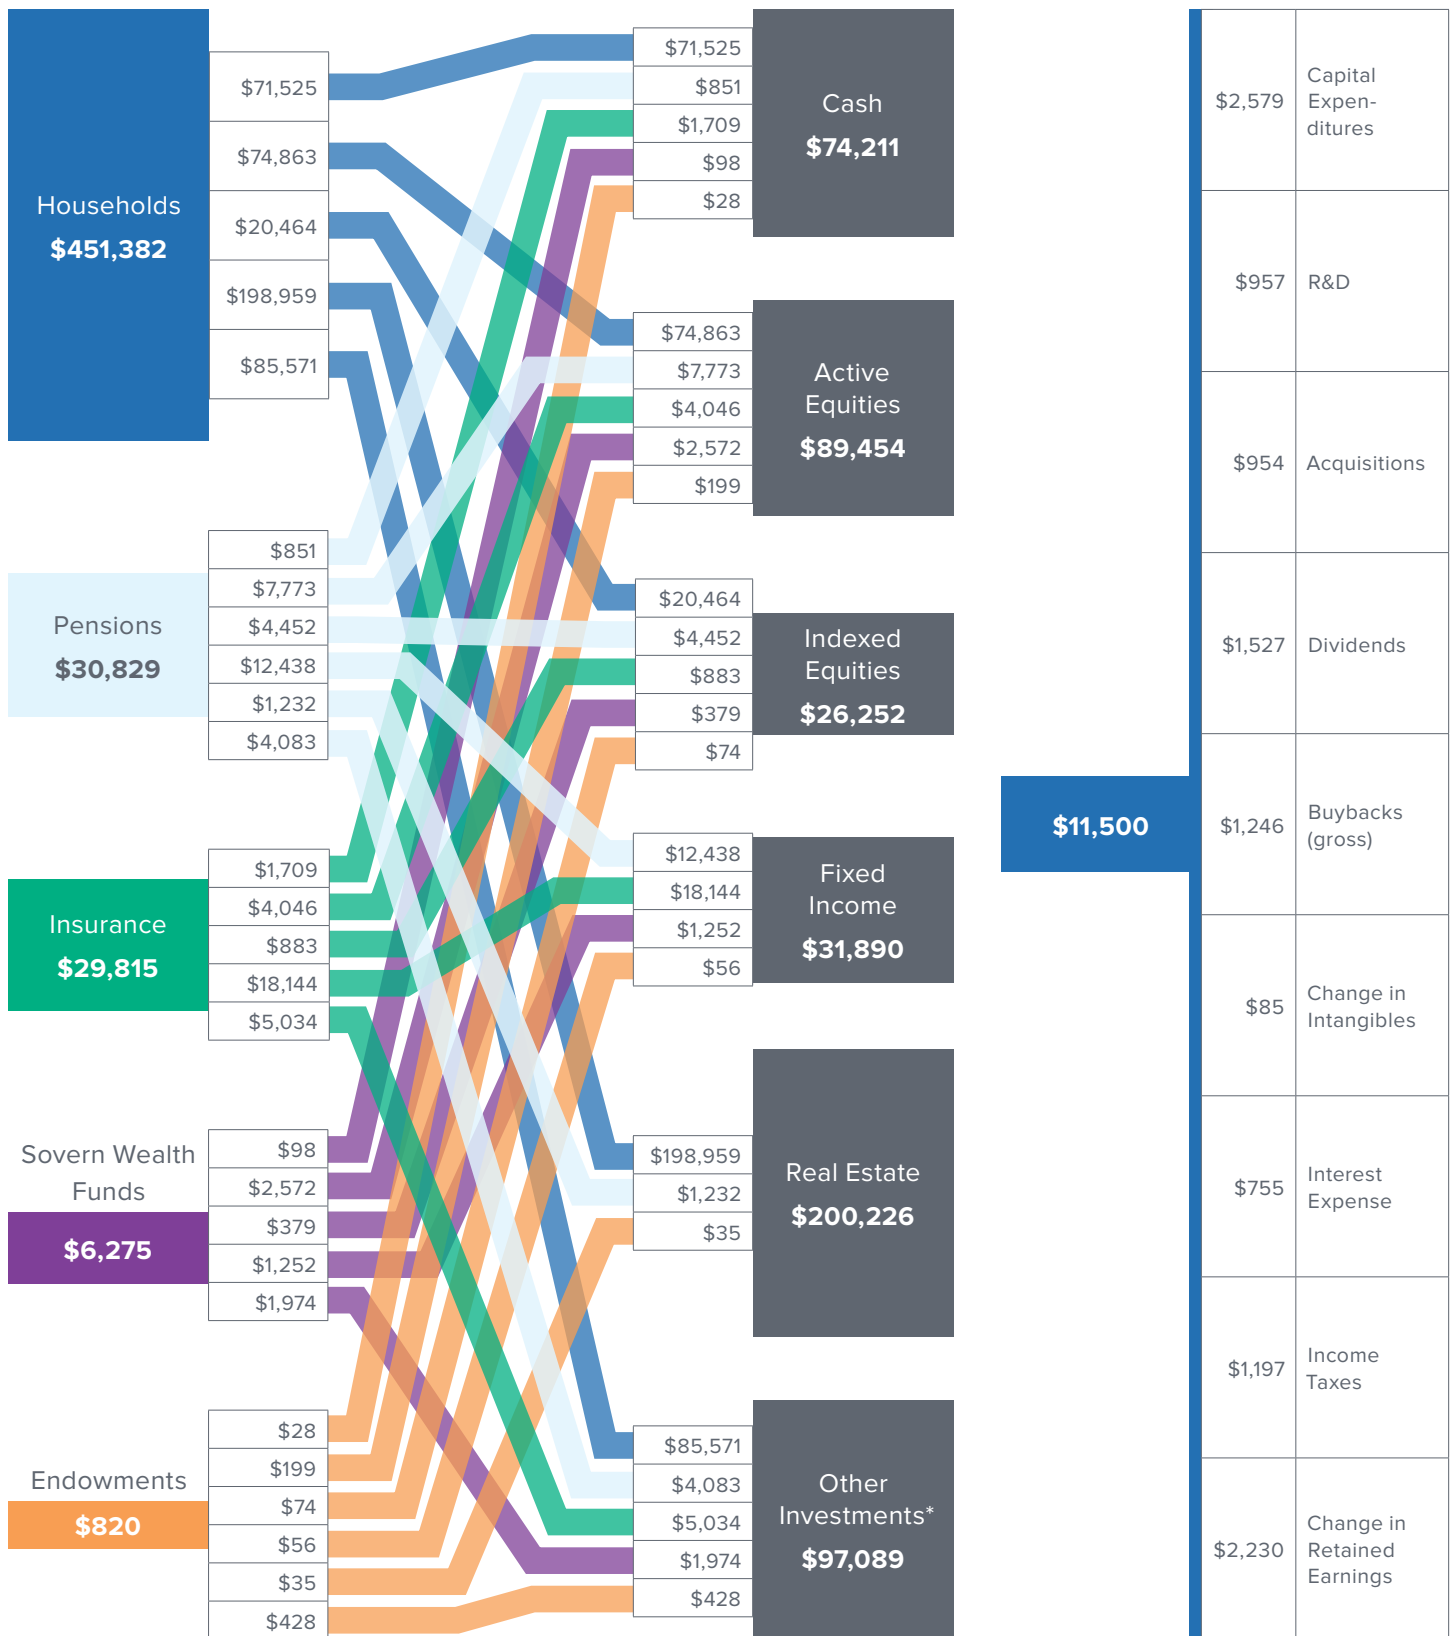 Households
$451,382
$71,525
$74,863
$20,464
$198,959
$85,571
Pensions
$30,829
$851
$7,773
$4,452
$12,438
$1,232
$4,083
Insurance
$29,815
$1,709
$4,046
$883
$18,144
$5,034
Sovern Wealth
Funds
$6,275
$98
$2,572
$379
$1,252
$1,974
Endowments
$820
$28
$199
$74
$56
$35
$428
$71,525
$851
$1,709
$98
$28
Cash
$74,211
$74,863
$7,773
$4,046
$2,572
$199
Active
Equities
$89,454
$20,464
$4,452
$883
$379
$74
Indexed
Equities
$26,252
$12,438
$18,144
$1,252
$56
Fixed
Income
$31,890
$198,959
$1,232
$35
Real Estate
$200,226
$85,571
$4,083
$5,034
$1,974
$428
Other
Investments*
$97,089
$11,500
$2,579
Capital
Expen-
ditures
$957
R&D
$954
Acquisitions
$1,527
Dividends
$1,246
Buybacks
(gross)
$85
Change in
Intangibles
$755
Interest
Expense
$1,197
Income
Taxes
$2,230
Change in
Retained
Earnings